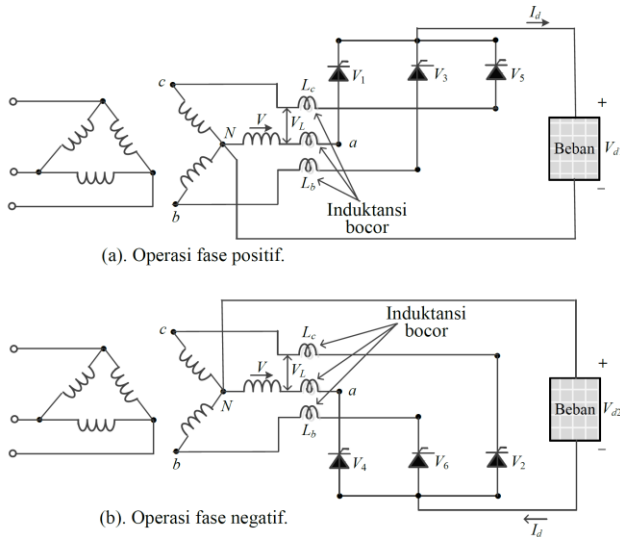 I_d
V_1
V_3
V_5
c
L_c
+
N
V
V_L
a
Beban
V_d
L_b
−
b
Induktansi
bocor
(a). Operasi fase positif.
Induktansi
bocor
c
L_c
+
V
V_L
N
a
Beban
V_d2
L_b
−
b
V_4
V_6
V_2
(b). Operasi fase negatif.
I_d